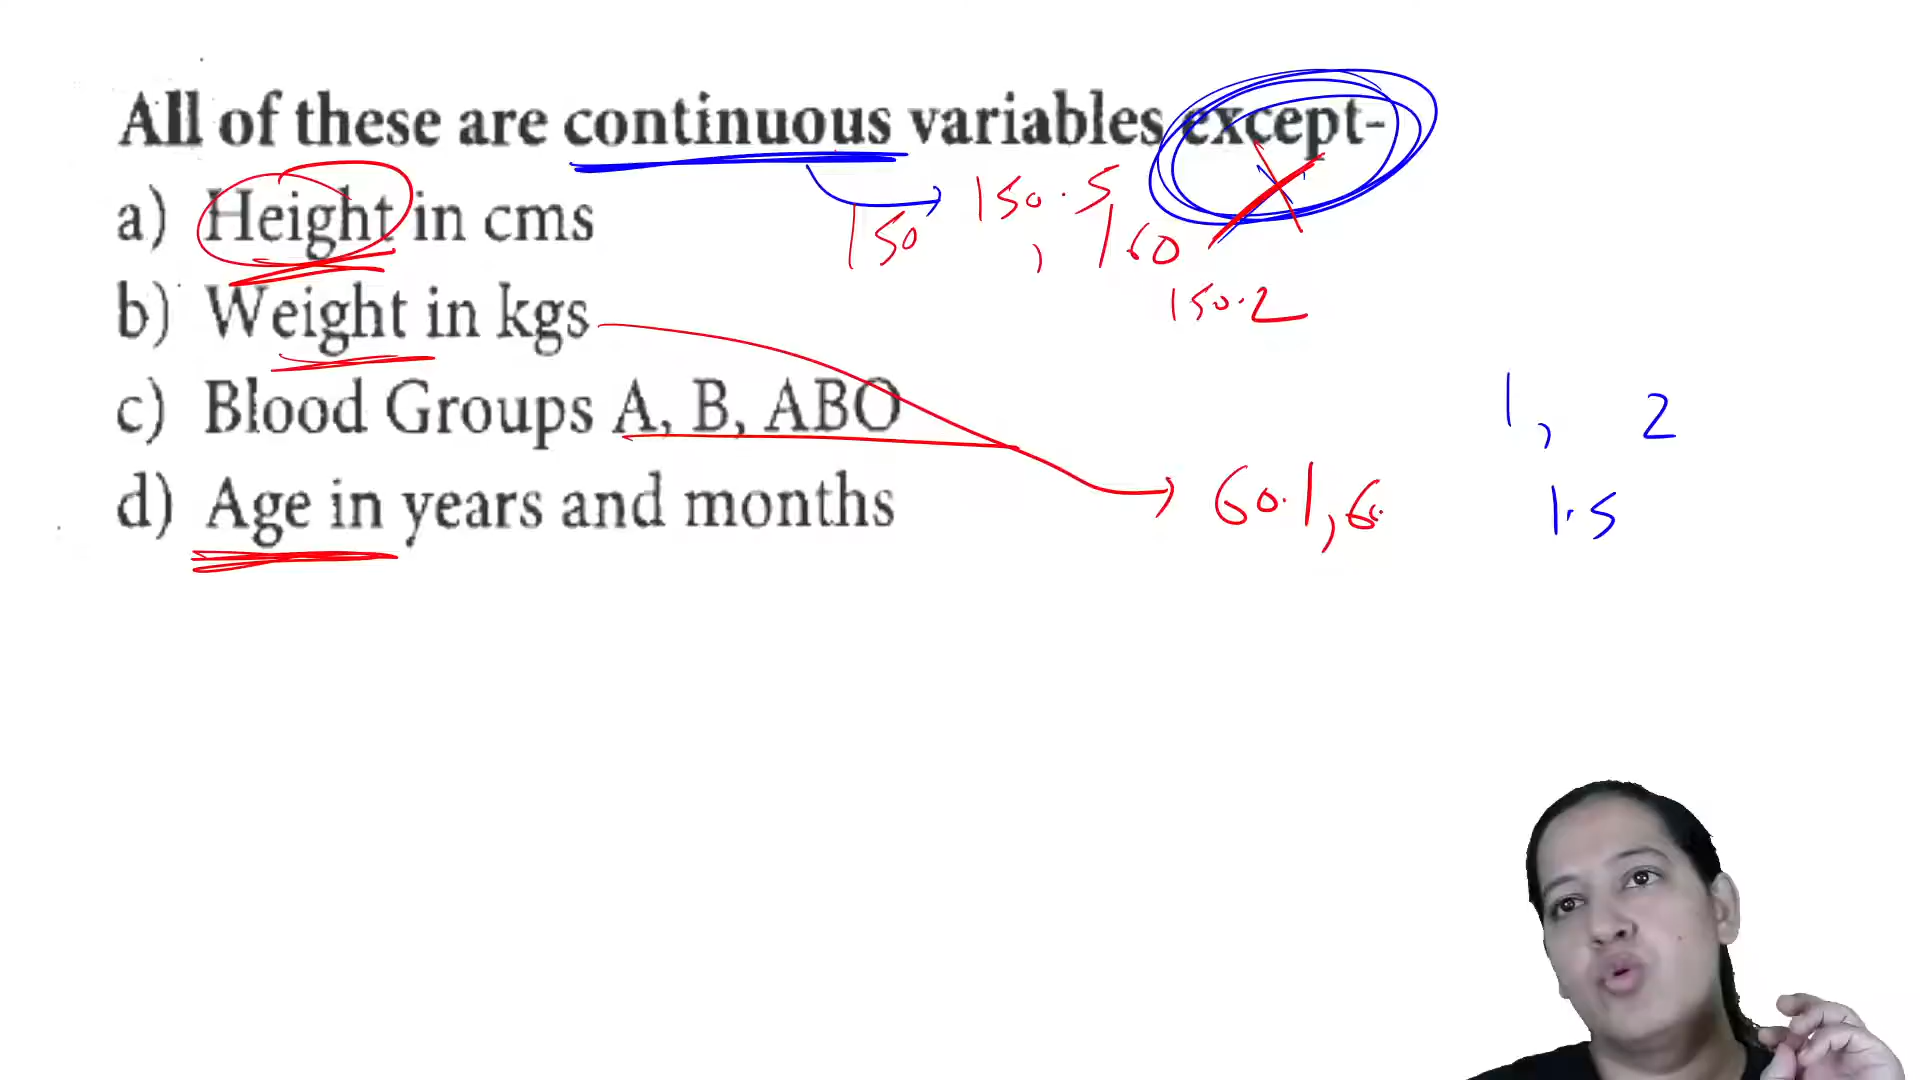 All of these are continuous variables except-
a) Height in cms
150 150.5, 160
150.2
b) Weight in kgs
c) Blood Groups A, B, ABO
1, 2
d) Age in years and months
60.1, 60.
1.5